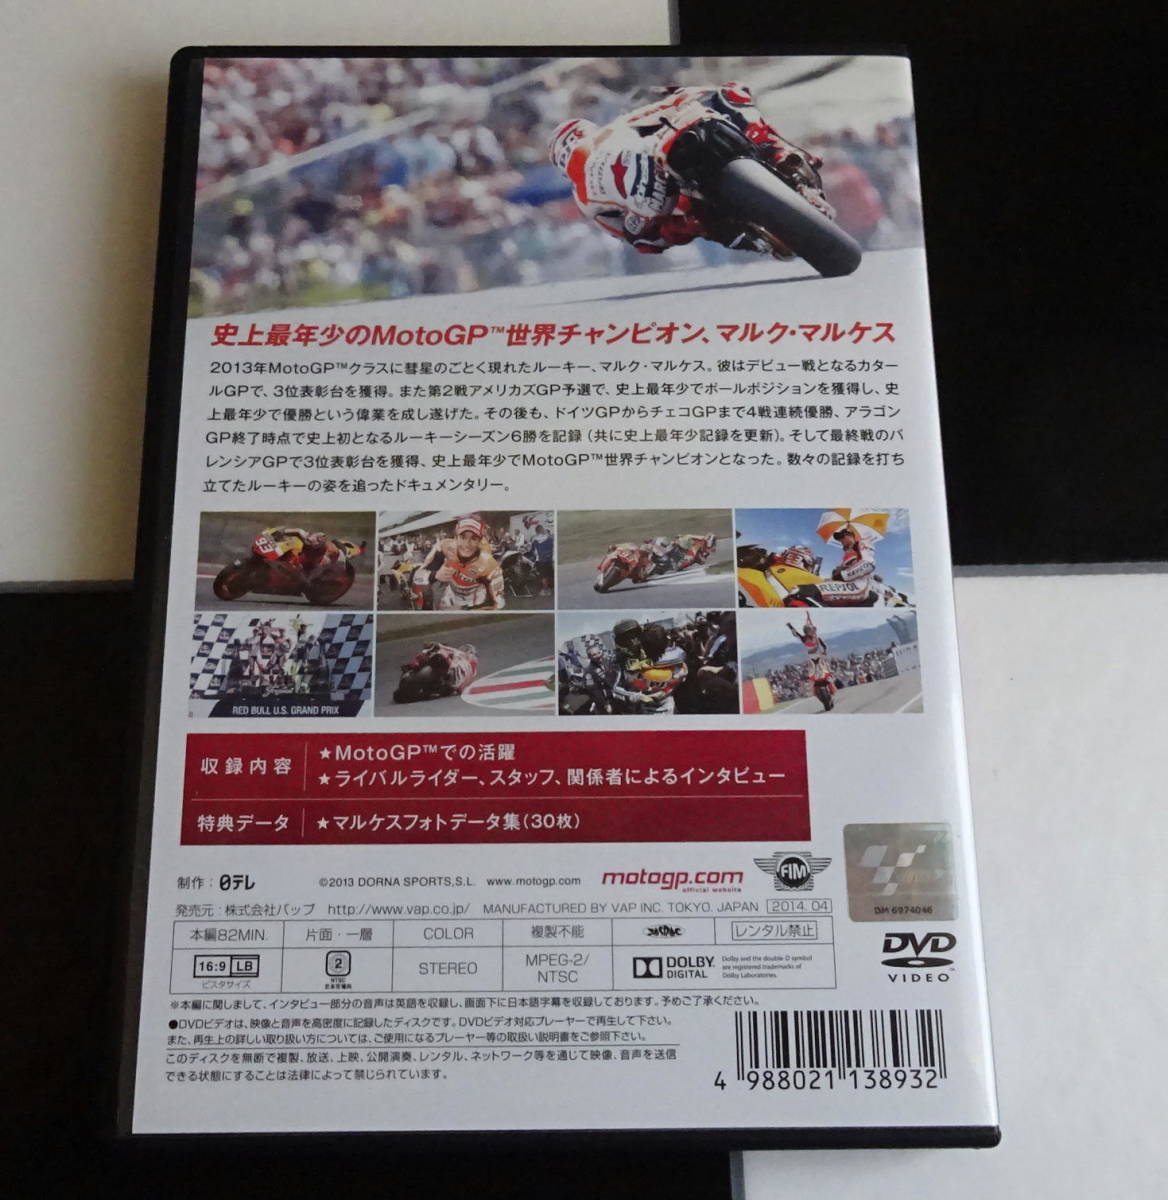 史上最年少のMotoGP™世界チャンピオン、マルク・マルケス
2013年MotoGP™クラスに彗星のごとく現れたルーキー、マルク・マルケス。彼はデビュー戦となるカター
ルGPで、3位表彰台を獲得。また第2戦アメリカズGP予選で、史上最年少でポールポジションを獲得し、史
上最年少で優勝という偉業を成し遂げた。その後も、ドイツGPからチェコGPまで4戦連続優勝、アラゴン
GP終了時点で史上初となるルーキーシーズン6勝を記録（共に史上最年少記録を更新）。そして最終戦のバ
レンシアGPで3位表彰台を獲得、史上最年少でMotoGP™世界チャンピオンとなった。数々の記録を打ち
立てたルーキーの姿を追ったドキュメンタリー。
93
REPSOL
RED BULL U.S. GRAND PRIX
収録内容
★MotoGP™での活躍
★ライバルライダー、スタッフ、関係者によるインタビュー
特典データ
★マルケスフォトデータ集（30枚）
制作：日テレ ©2013 DORNA SPORTS,S.L. www.motogp.com motogp.com
official website
FIM
DM 6974046
発売元：株式会社バップ http://www.vap.co.jp/ MANUFACTURED BY VAP INC. TOKYO. JAPAN 2014.04
本編82MIN. 片面・一層 COLOR 複製不能 レンタル禁止
16:9 LB
ビスタサイズ
2
NTSC
日本市場向
STEREO
MPEG-2/
NTSC
DOLBY
DIGITAL
Dolby and the double-D symbol
are registered trademarks of
Dolby Laboratories.
DVD
VIDEO
※本編に関しまして、インタビュー部分の音声は英語を収録し、画面下に日本語字幕を収録しております。予めご了承ください。
●DVDビデオは、映像と音声を高密度に記録したディスクです。DVDビデオ対応プレーヤーで再生して下さい。
また、再生上の詳しい取り扱い方については、ご使用になるプレーヤー等の取扱い説明書をご参照下さい。
このディスクを無断で複製、放送、上映、公開演奏、レンタル、ネットワーク等を通じて映像、音声を送信
できる状態にすることは法律によって禁じられています。
4 988021 138932